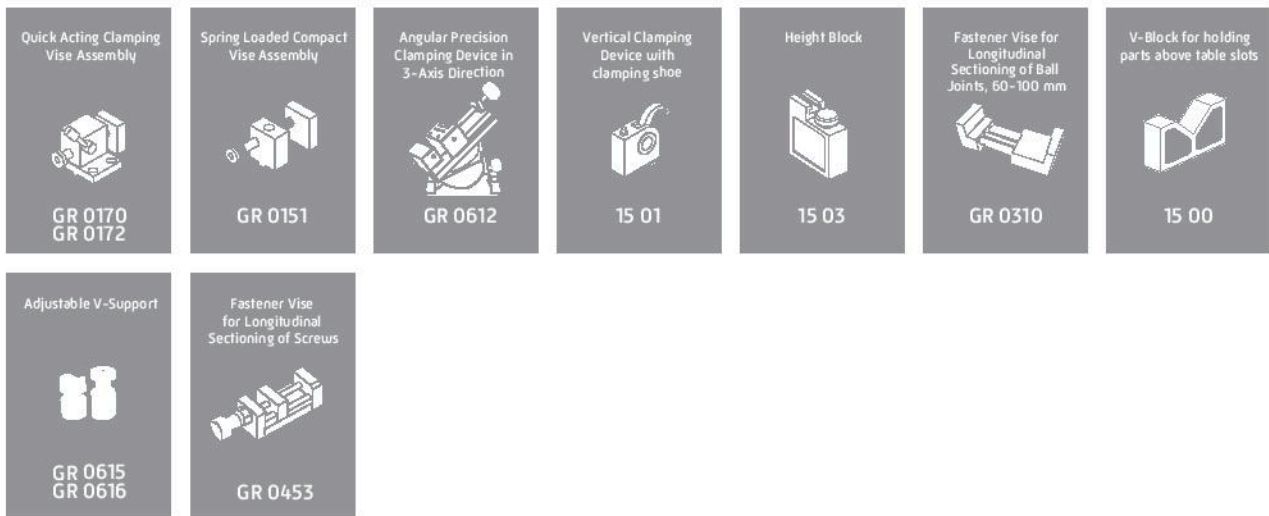 Quick Acting Clamping
Vise Assembly
GR 0170
GR 0172
Spring Loaded Compact
Vise Assembly
GR 0151
Angular Precision
Clamping Device in
3-Axis Direction
GR 0612
Vertical Clamping
Device with
clamping shoe
15 01
Height Block
15 03
Fastener Vise for
Longitudinal
Sectioning of Ball
Joints, 60-100 mm
GR 0310
V-Block for holding
parts above table slots
15 00
Adjustable V-Support
GR 0615
GR 0616
Fastener Vise
for Longitudinal
Sectioning of Screws
GR 0453